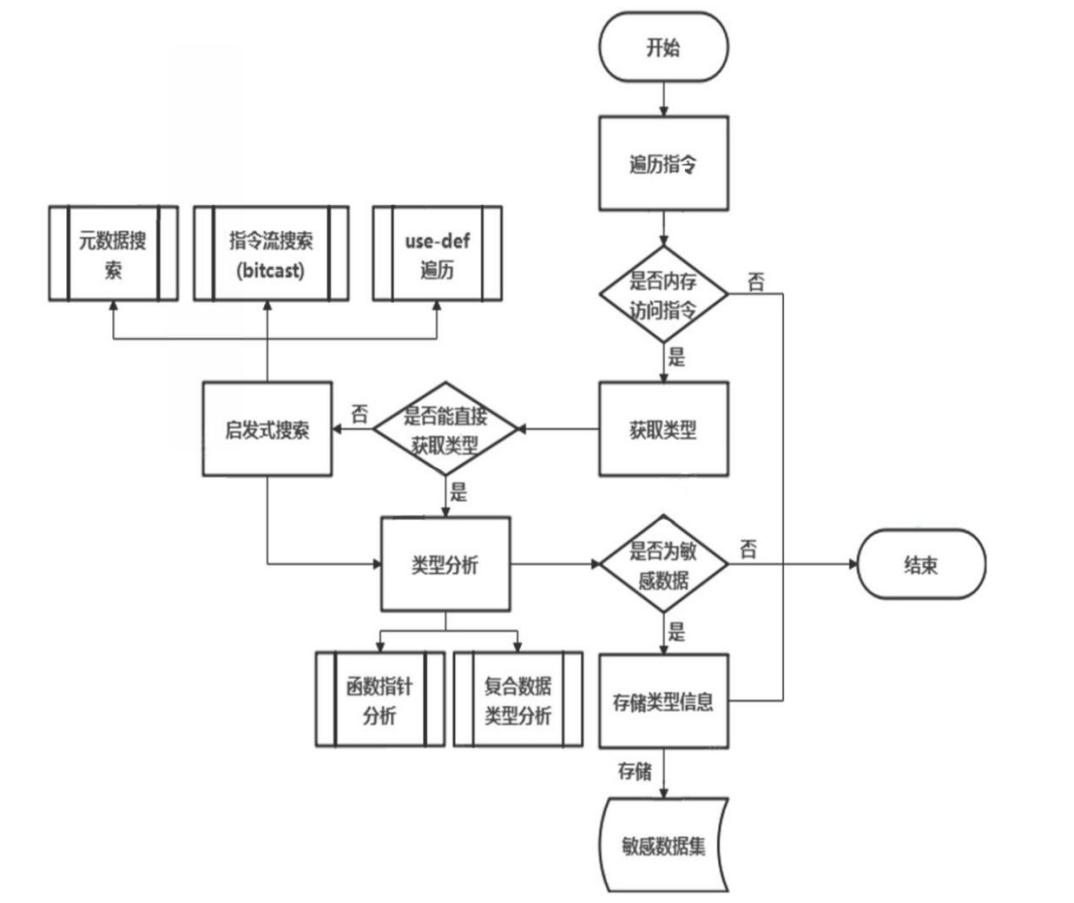 开始
遍历指令
元数据搜
索
指令流搜索
(bitcast)
use-def
遍历
是否内存
访问指令
否
是
启发式搜索
否
是否能直接
获取类型
获取类型
是
类型分析
是否为敏
感数据
否
结束
是
函数指针
分析
复合数据
类型分析
存储类型信息
存储
敏感数据集